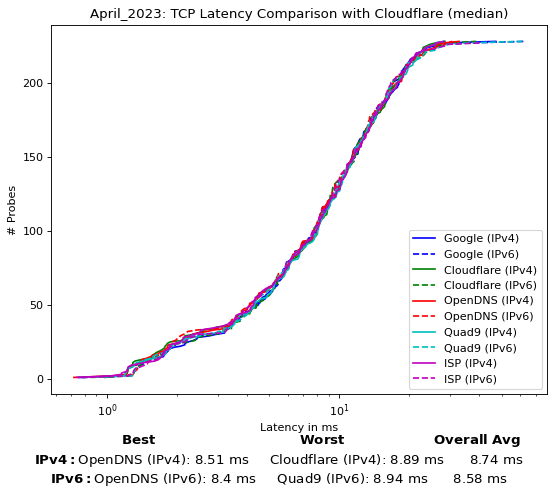 April_2023: TCP Latency Comparison with Cloudflare (median)
# Probes
200
150
100
50
0
Google (IPv4)
Google (IPv6)
Cloudflare (IPv4)
Cloudflare (IPv6)
OpenDNS (IPv4)
OpenDNS (IPv6)
Quad9 (IPv4)
Quad9 (IPv6)
ISP (IPv4)
ISP (IPv6)
10⁰ 10¹
Latency in ms
Best Worst Overall Avg
IPv4: OpenDNS (IPv4): 8.51 ms Cloudflare (IPv4): 8.89 ms 8.74 ms
IPv6: OpenDNS (IPv6): 8.4 ms Quad9 (IPv6): 8.94 ms 8.58 ms